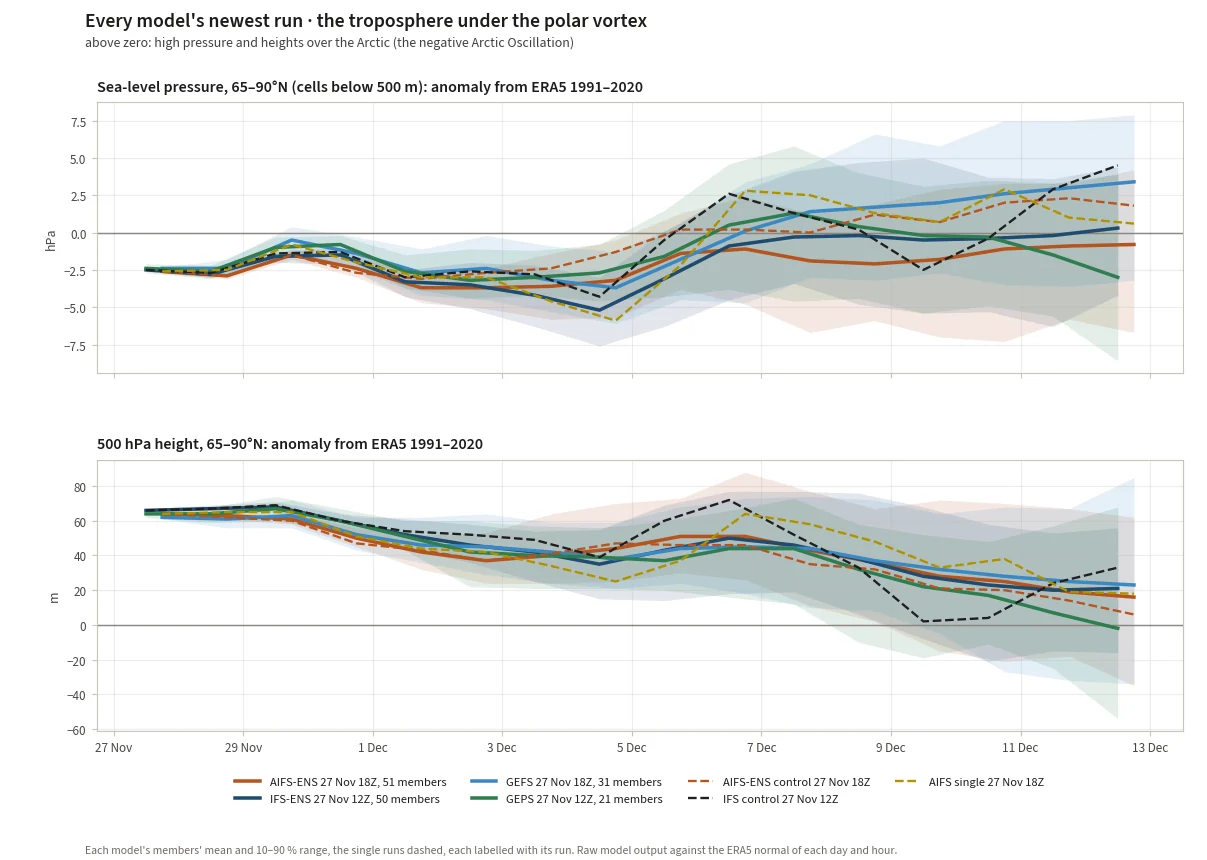 Every model's newest run · the troposphere under the polar vortex
above zero: high pressure and heights over the Arctic (the negative Arctic Oscillation)
Sea-level pressure, 65–90°N (cells below 500 m): anomaly from ERA5 1991–2020
7.5
5.0
2.5
0.0
−2.5
−5.0
−7.5
hPa
500 hPa height, 65–90°N: anomaly from ERA5 1991–2020
80
60
40
20
0
−20
−40
−60
m
27 Nov 29 Nov 1 Dec 3 Dec 5 Dec 7 Dec 9 Dec 11 Dec 13 Dec
AIFS-ENS 27 Nov 18Z, 51 members GEFS 27 Nov 18Z, 31 members AIFS-ENS control 27 Nov 18Z AIFS single 27 Nov 18Z
IFS-ENS 27 Nov 12Z, 50 members GEPS 27 Nov 12Z, 21 members IFS control 27 Nov 12Z
Each model's members' mean and 10–90 % range, the single runs dashed, each labelled with its run. Raw model output against the ERA5 normal of each day and hour.